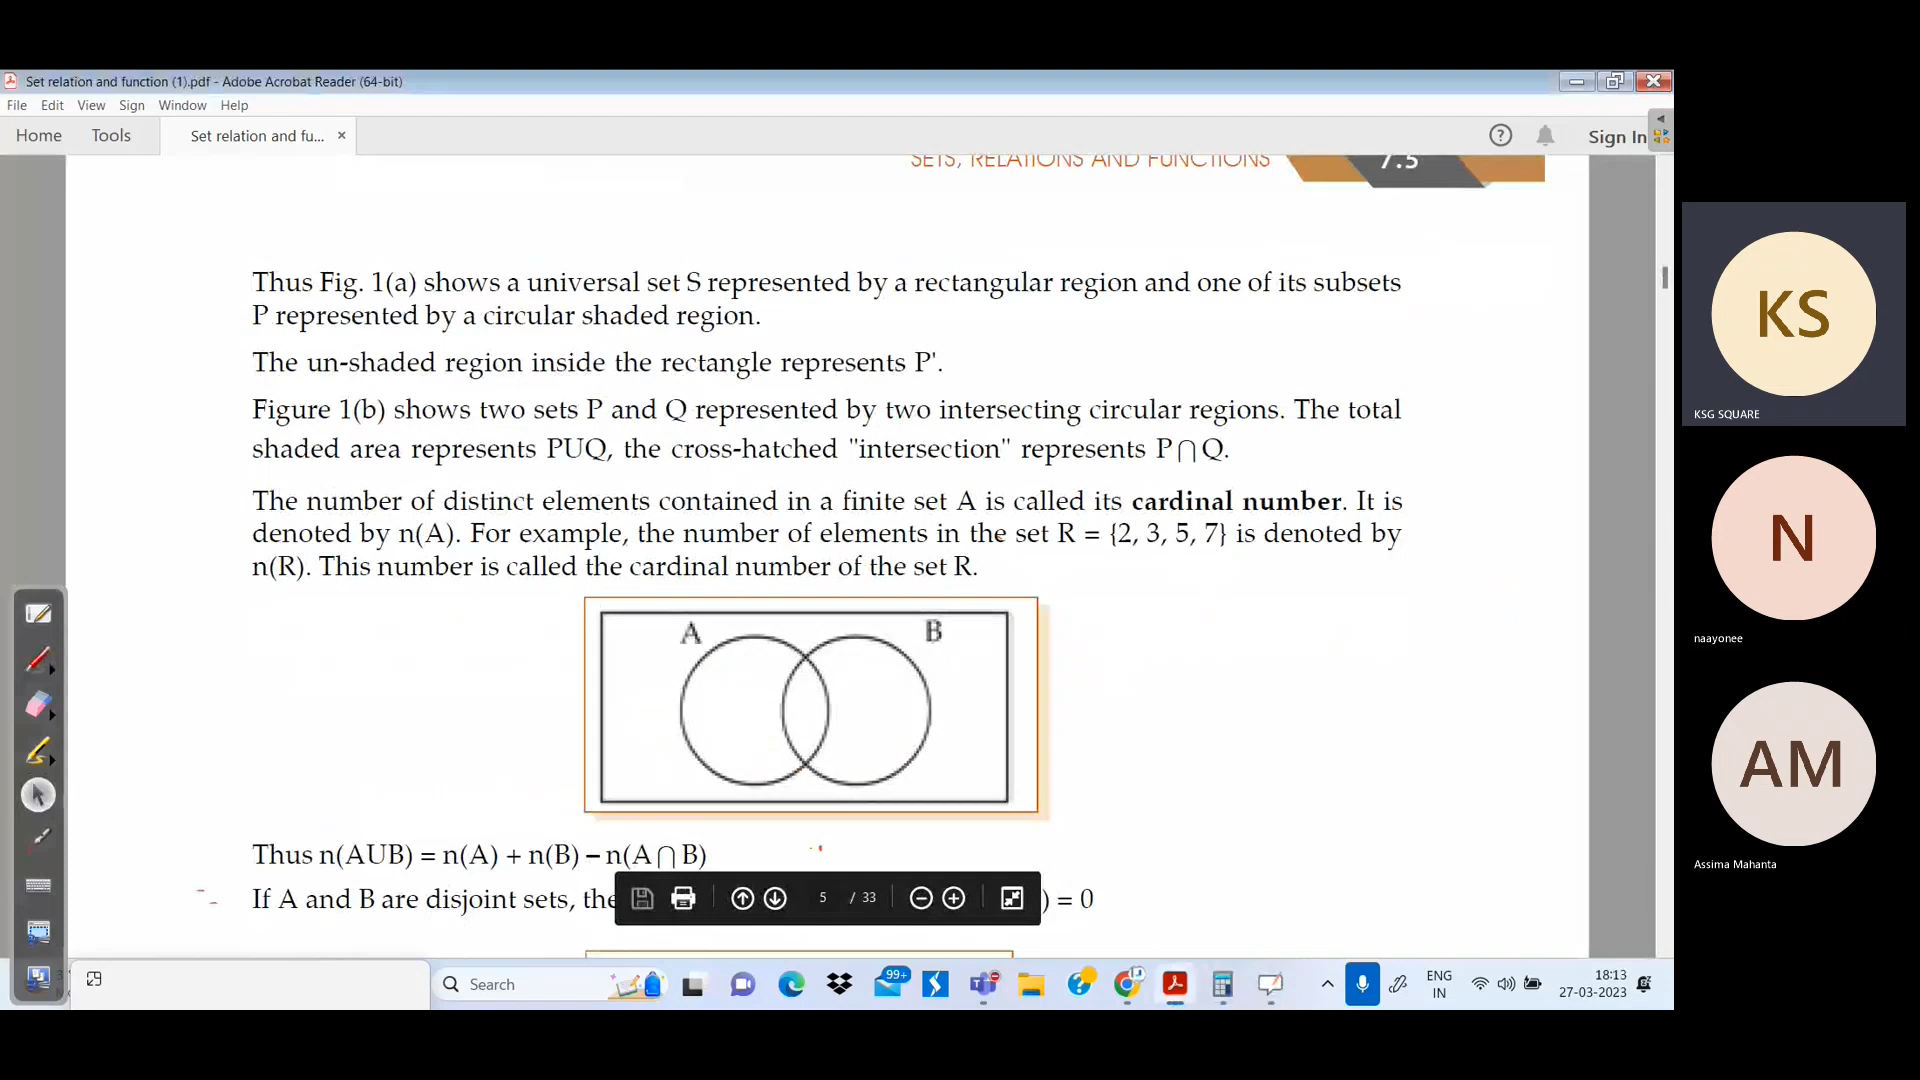 Set relation and function (1).pdf - Adobe Acrobat Reader (64-bit)
File Edit View Sign Window Help
Home Tools Set relation and fu... × Sign In
SETS, RELATIONS AND FUNCTIONS 7.5
Thus Fig. 1(a) shows a universal set S represented by a rectangular region and one of its subsets
P represented by a circular shaded region.
The un-shaded region inside the rectangle represents P'.
Figure 1(b) shows two sets P and Q represented by two intersecting circular regions. The total
shaded area represents PUQ, the cross-hatched "intersection" represents P⋂Q.
The number of distinct elements contained in a finite set A is called its cardinal number. It is
denoted by n(A). For example, the number of elements in the set R = {2, 3, 5, 7} is denoted by
n(R). This number is called the cardinal number of the set R.
A B
Thus n(AUB) = n(A) + n(B) – n(A⋂B)
If A and B are disjoint sets, the ) = 0
5 / 33
Search
99+
ENG
IN
18:13
27-03-2023
KS
KSG SQUARE
N
naayonee
AM
Assima Mahanta